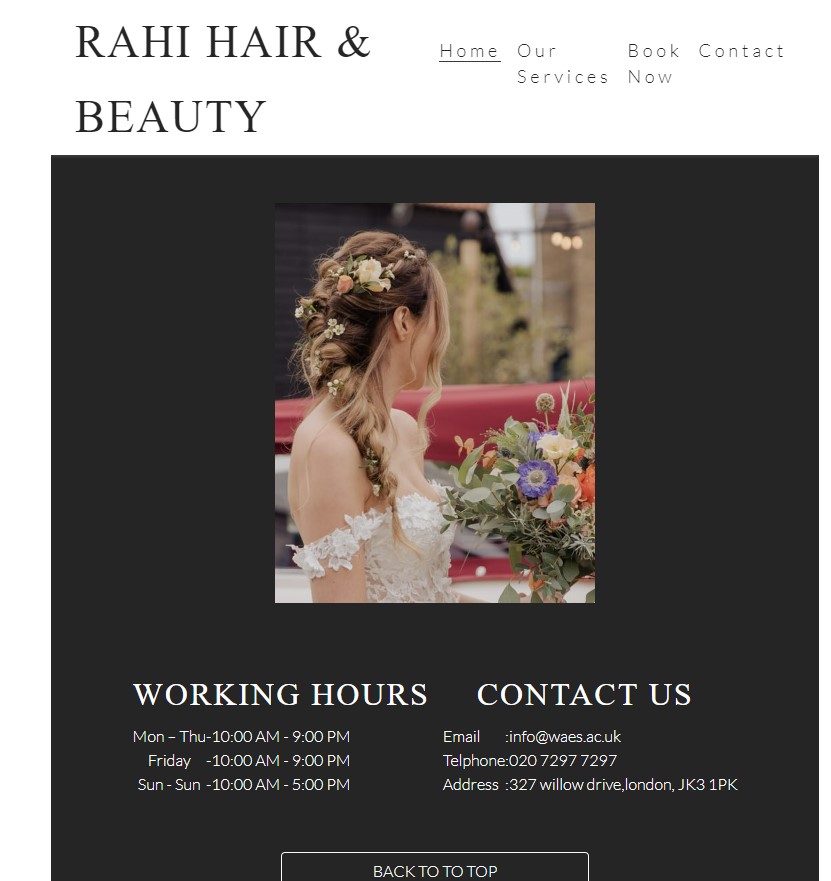 RAHI HAIR &
BEAUTY
Home Our Services Book Now Contact
WORKING HOURS
Mon – Thu-10:00 AM - 9:00 PM
Friday -10:00 AM - 9:00 PM
Sun - Sun -10:00 AM - 5:00 PM
CONTACT US
Email :info@waes.ac.uk
Telphone:020 7297 7297
Address :327 willow drive,london, JK3 1PK
BACK TO TO TOP